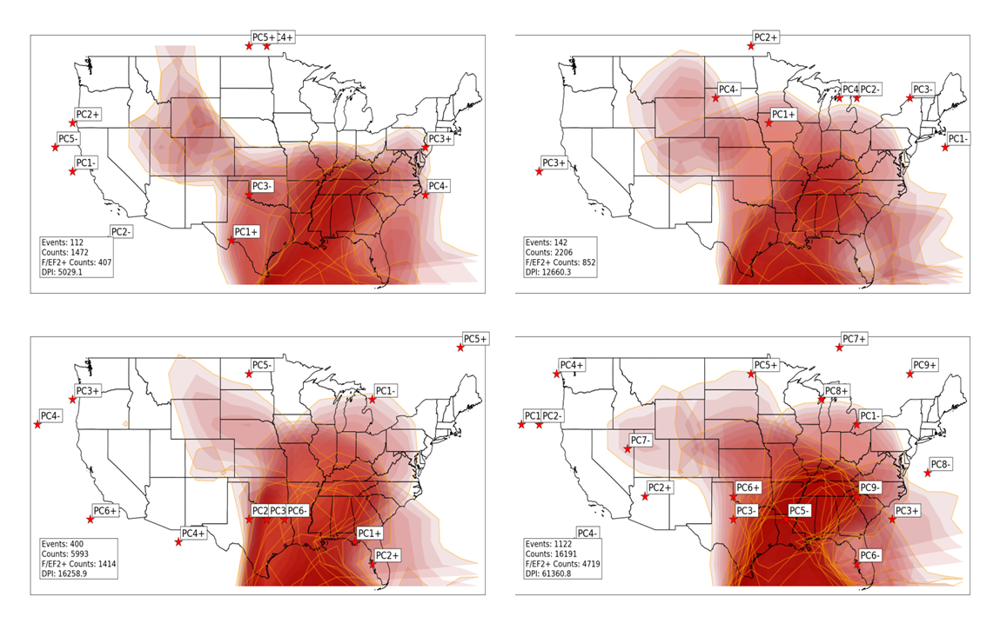 PC5+ C4+
PC2+
PC5-
PC1-
PC3+
PC3-
PC4-
PC2-
PC1+
Events: 112
Counts: 1472
F/EF2+ Counts: 407
DPI: 5029.1
PC2+
PC4-
PC4 PC2-
PC3-
PC1+
PC1-
PC3+
Events: 142
Counts: 2206
F/EF2+ Counts: 852
DPI: 12660.3
PC5+
PC5-
PC3+
PC1-
PC4-
PC6+
PC2 PC3 PC6-
PC4+
PC1+
PC2+
Events: 400
Counts: 5993
F/EF2+ Counts: 1414
DPI: 16258.9
PC7+
PC4+
PC5+
PC9+
PC8+
PC1 PC2-
PC1-
PC7-
PC8-
PC2+
PC6+
PC9-
PC3-
PC5-
PC3+
PC4-
PC6-
Events: 1122
Counts: 16191
F/EF2+ Counts: 4719
DPI: 61360.8